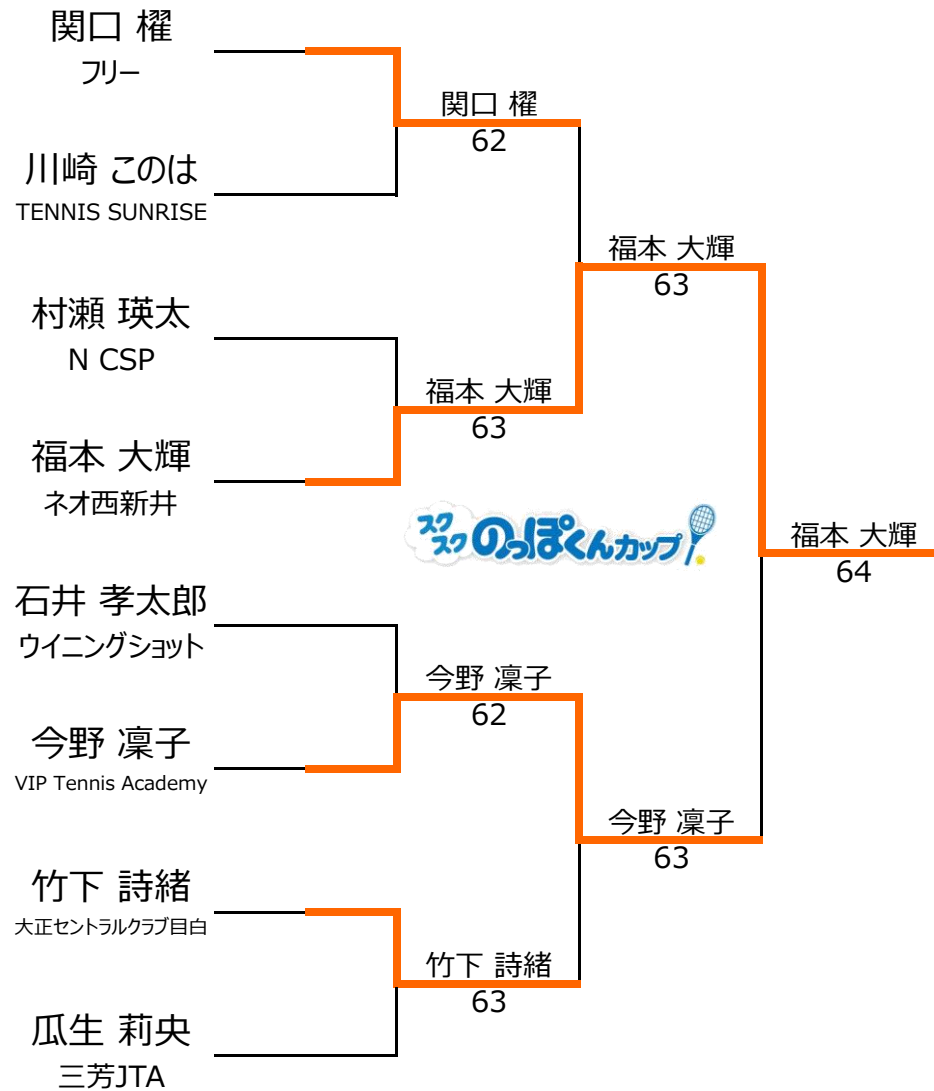 関口 櫂
フリー
川崎 このは
TENNIS SUNRISE
村瀬 瑛太
N CSP
福本 大輝
ネオ西新井
石井 孝太郎
ウイニングショット
今野 凜子
VIP Tennis Academy
竹下 詩緒
大正セントラルクラブ目白
瓜生 莉央
三芳JTA
関口 櫂
62
福本 大輝
63
今野 凜子
62
竹下 詩緒
63
福本 大輝
63
今野 凜子
63
スクスクのっぽくんカップ
福本 大輝
64